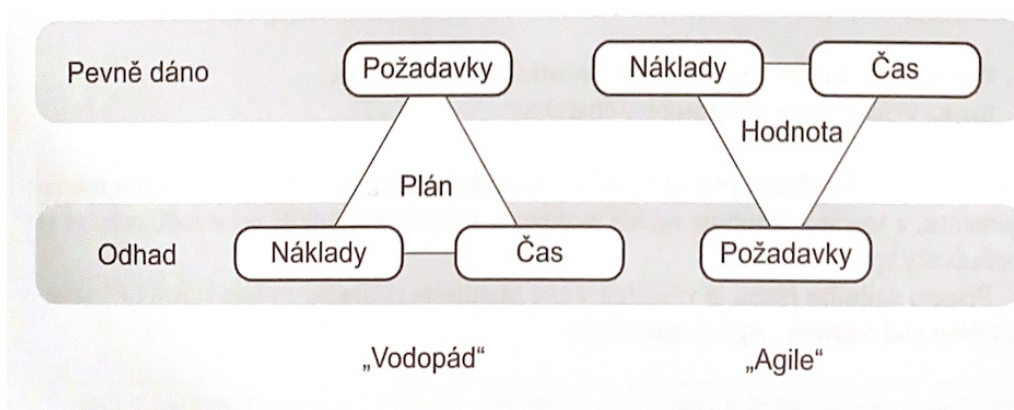 Pevně dáno
Požadavky
Náklady
Čas
Plán
Hodnota
Odhad
Náklady
Čas
Požadavky
„Vodopád“
„Agile“